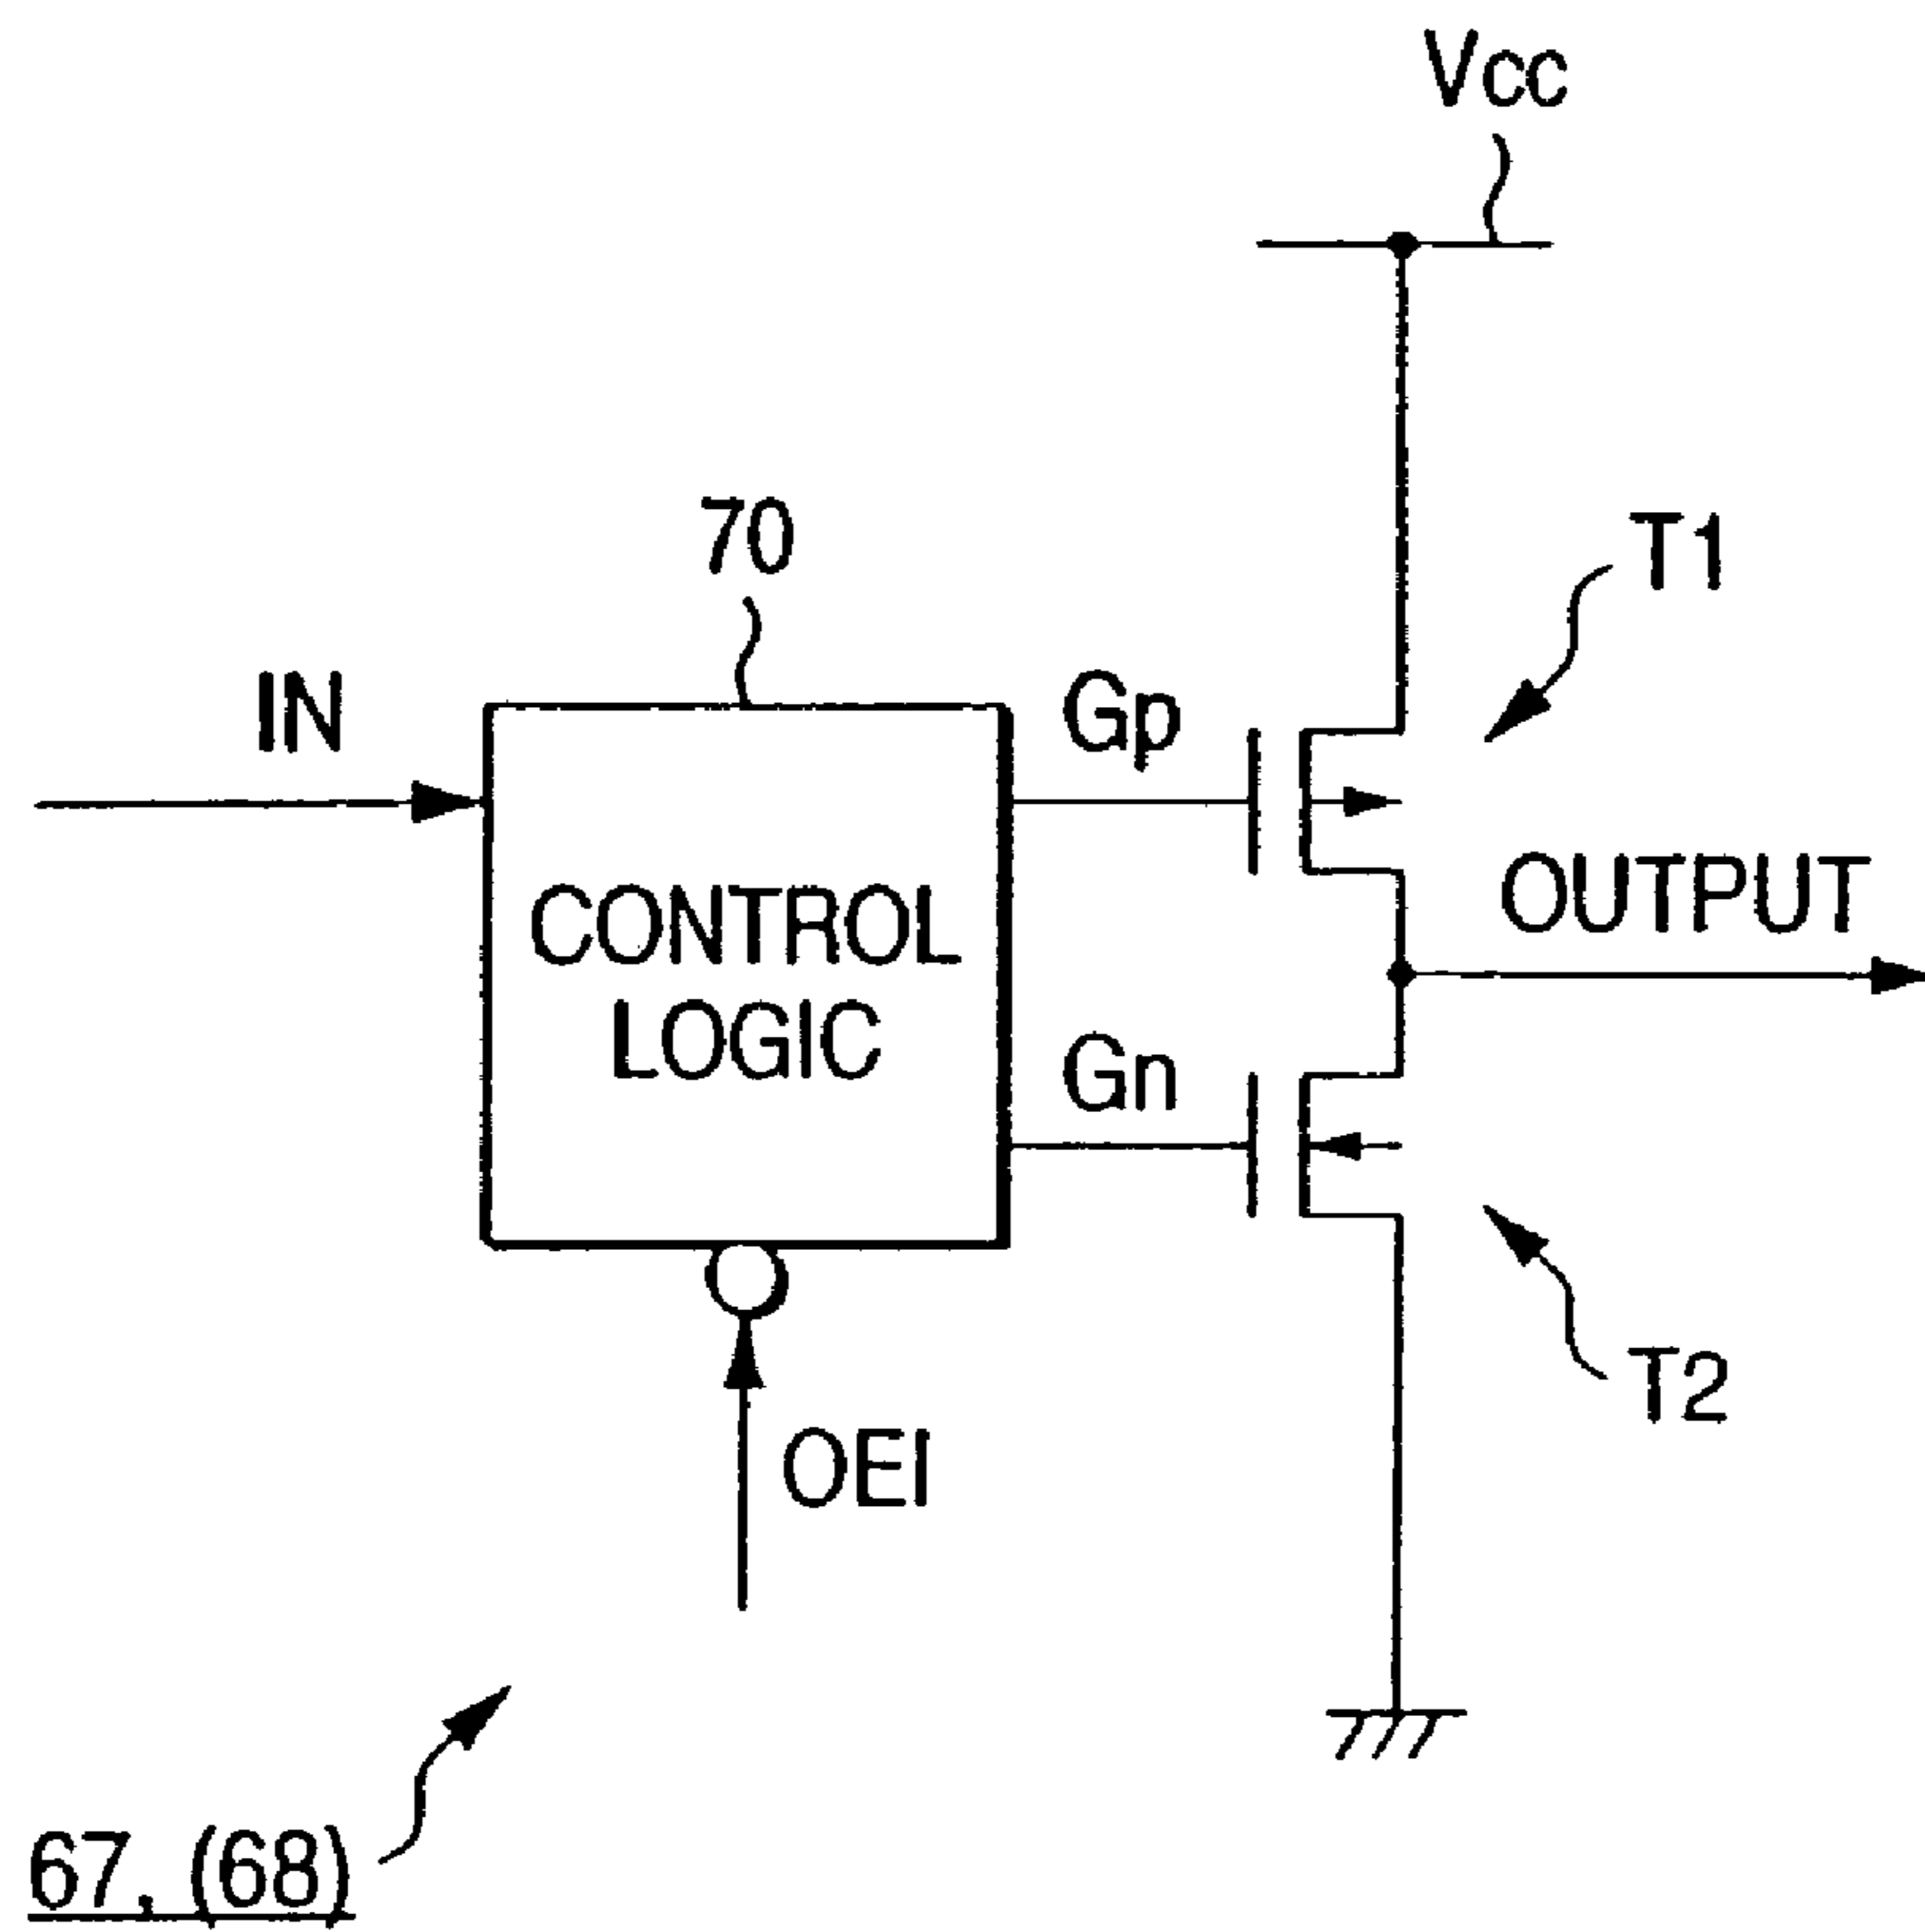 Vcc
70
T1
IN
Gp
CONTROL
LOGIC
OUTPUT
Gn
OEI
T2
67. (68)